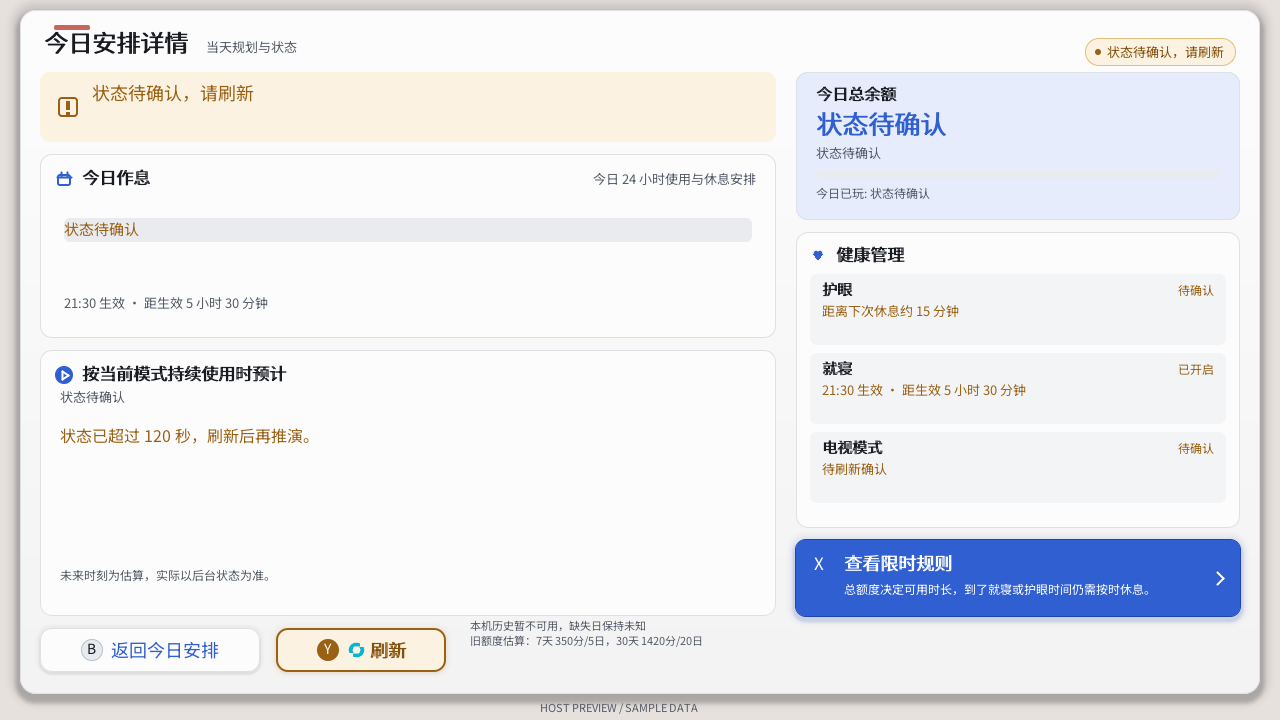 今日安排详情
当天规划与状态
状态待确认，请刷新
状态待确认，请刷新
今日作息
今日 24 小时使用与休息安排
状态待确认
21:30 生效 · 距生效 5 小时 30 分钟
按当前模式持续使用时预计
状态待确认
状态已超过 120 秒，刷新后再推演。
未来时刻为估算，实际以后台状态为准。
今日总余额
状态待确认
状态待确认
今日已玩: 状态待确认
健康管理
护眼
待确认
距离下次休息约 15 分钟
就寝
已开启
21:30 生效 · 距生效 5 小时 30 分钟
电视模式
待确认
待刷新确认
X 查看限时规则
总额度决定可用时长，到了就寝或护眼时间仍需按时休息。
B 返回今日安排
Y 刷新
本机历史暂不可用，缺失日保持未知
旧额度估算：7天 350分/5日，30天 1420分/20日
HOST PREVIEW / SAMPLE DATA